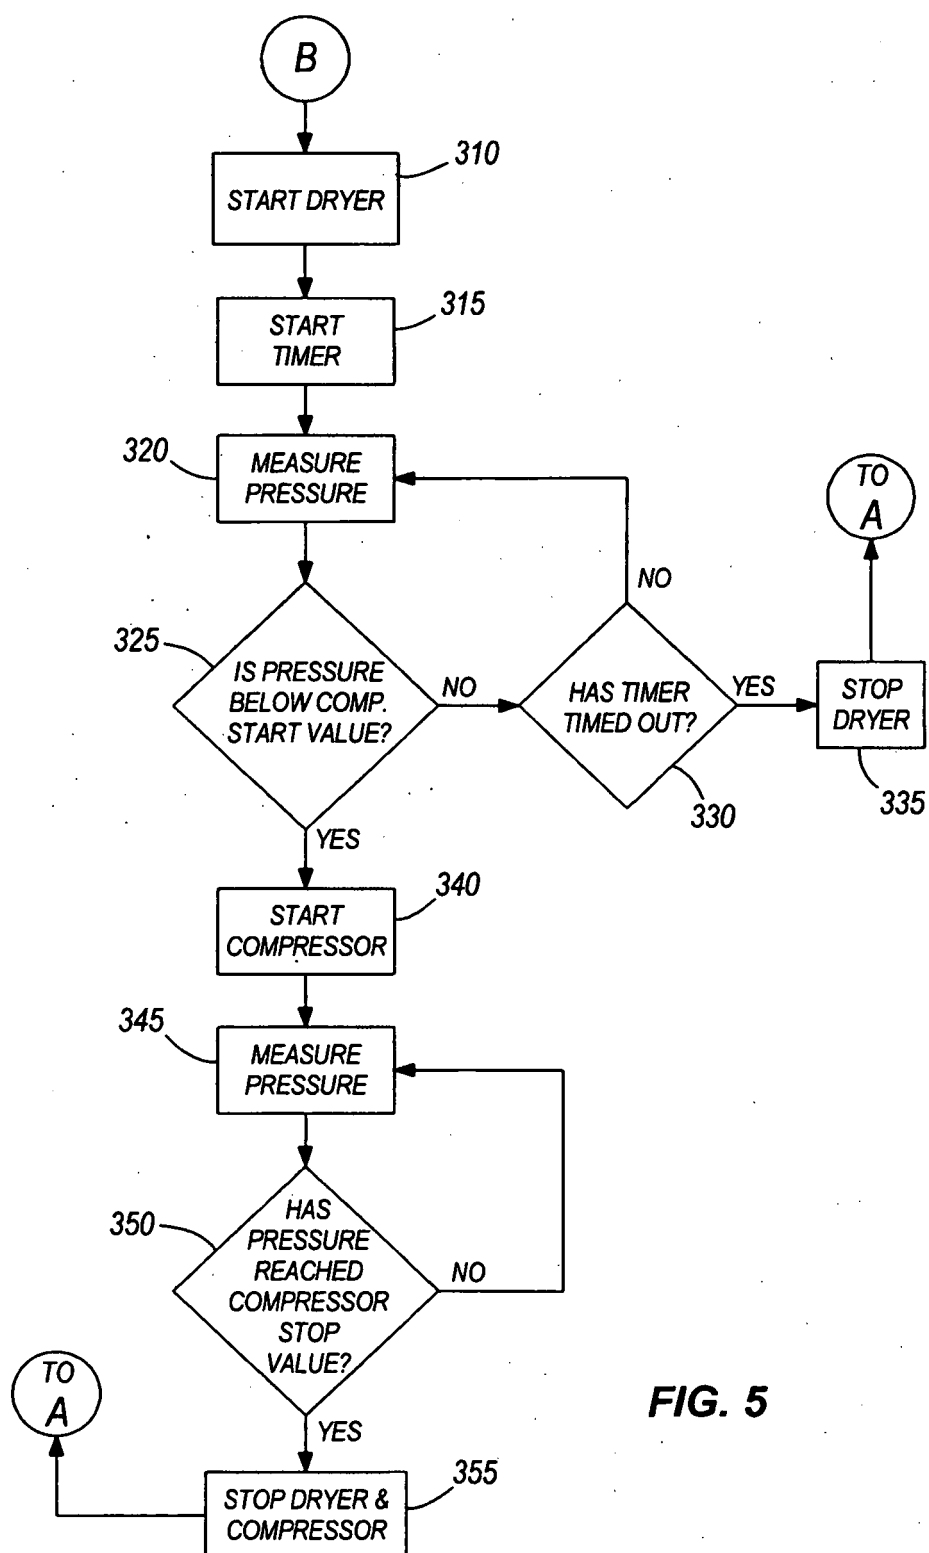 B
310
START DRYER
315
START
TIMER
320
MEASURE
PRESSURE
TO
A
NO
325
IS PRESSURE
BELOW COMP.
START VALUE?
NO
HAS TIMER
TIMED OUT?
YES
STOP
DRYER
330
335
YES
340
START
COMPRESSOR
345
MEASURE
PRESSURE
350
HAS
PRESSURE
REACHED
COMPRESSOR
STOP
VALUE?
NO
TO
A
FIG. 5
YES
355
STOP DRYER &
COMPRESSOR